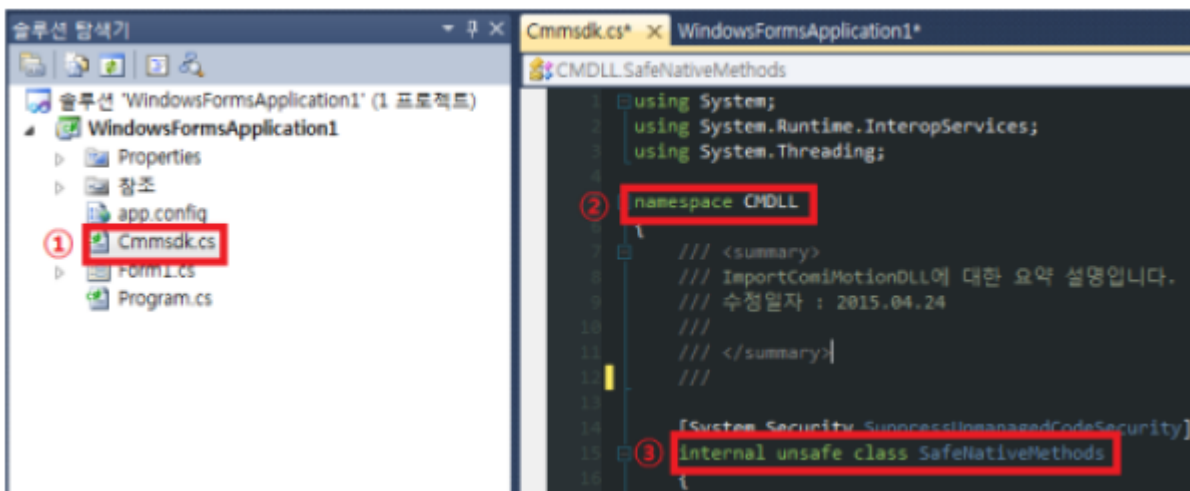 솔루션 탐색기
솔루션 'WindowsFormsApplication1' (1 프로젝트)
WindowsFormsApplication1
Properties
참조
app.config
① Cmmsdk.cs
Form1.cs
Program.cs
Cmmsdk.cs* WindowsFormsApplication1*
CMDLL.SafeNativeMethods
1 using System;
2 using System.Runtime.InteropServices;
3 using System.Threading;
4
② namespace CMDLL
6 {
7 /// <summary>
8 /// ImportComiMotionDLL에 대한 요약 설명입니다.
9 /// 수정일자 : 2015.04.24
10 ///
11 /// </summary>
12 ///
13
14 [System.Security.SuppressUnmanagedCodeSecurity]
15 ③ internal unsafe class SafeNativeMethods
16 {